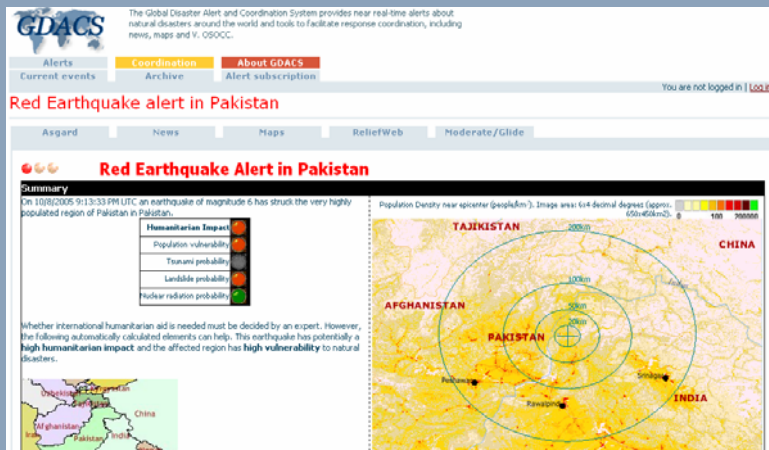 GDACS
The Global Disaster Alert and Coordination System provides near real-time alerts about
natural disasters around the world and tools to facilitate response coordination, including
news, maps and V. OSOCC.
Alerts Coordination About GDACS
Current events Archive Alert subscription
You are not logged in | Log in
Red Earthquake alert in Pakistan
Asgard News Maps ReliefWeb Moderate/Glide
Red Earthquake Alert in Pakistan
Summary
On 10/8/2005 9:13:33 PM UTC an earthquake of magnitude 6 has struck the very highly
populated region of Pakistan in Pakistan.
Humanitarian Impact
Population vulnerability
Tsunami probability
Landslide probability
Nuclear radiation probability
Whether international humanitarian aid is needed must be decided by an expert. However,
the following automatically calculated elements can help. This earthquake has potentially a
high humanitarian impact and the affected region has high vulnerability to natural
disasters.
Uzbekistan
Afghanistan
Iran
Pakistan
India
China
Population Density near epicenter (people/km²). Image area: 6x4 decimal degrees (approx.
650x450km2).
0 100 200000
TAJIKISTAN
200km
CHINA
100km
AFGHANISTAN
50km
20km
PAKISTAN
Peshawar
Srinagar
Rawalpindi
INDIA